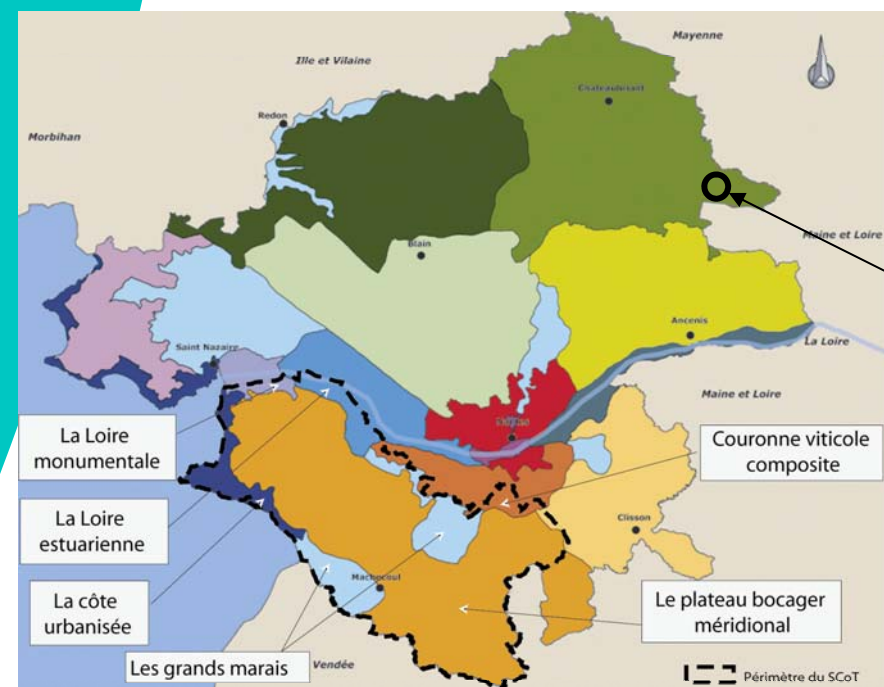 Mayenne
Ille et Vilaine
Chateaubriant
Redon
Morbihan
Maine et Loire
Blain
Ancenis
Saint Nazaire
La Loire
Maine et Loire
La Loire
monumentale
Couronne viticole
composite
La Loire
estuarienne
Clisson
La côte
urbanisée
Machecoul
Le plateau bocager
méridional
Les grands marais
Vendée
Périmètre du SCoT